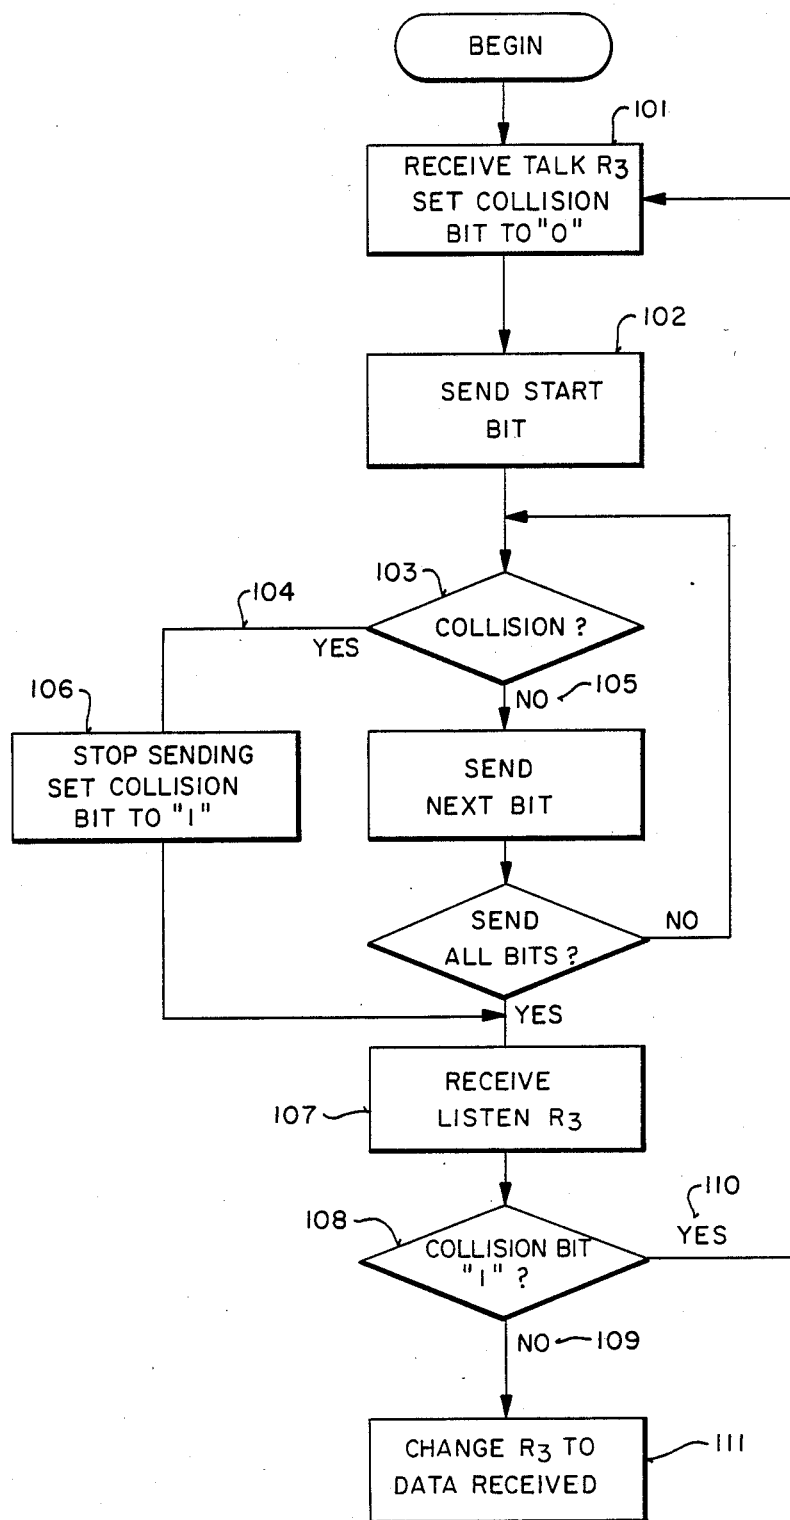 BEGIN
101
RECEIVE TALK R3
SET COLLISION
BIT TO "0"
102
SEND START
BIT
103
COLLISION ?
104
YES
NO 105
106
STOP SENDING
SET COLLISION
BIT TO "1"
SEND
NEXT BIT
SEND
ALL BITS ?
NO
YES
RECEIVE
LISTEN R3
107
108
COLLISION BIT
"1" ?
110
YES
NO 109
CHANGE R3 TO
DATA RECEIVED
111